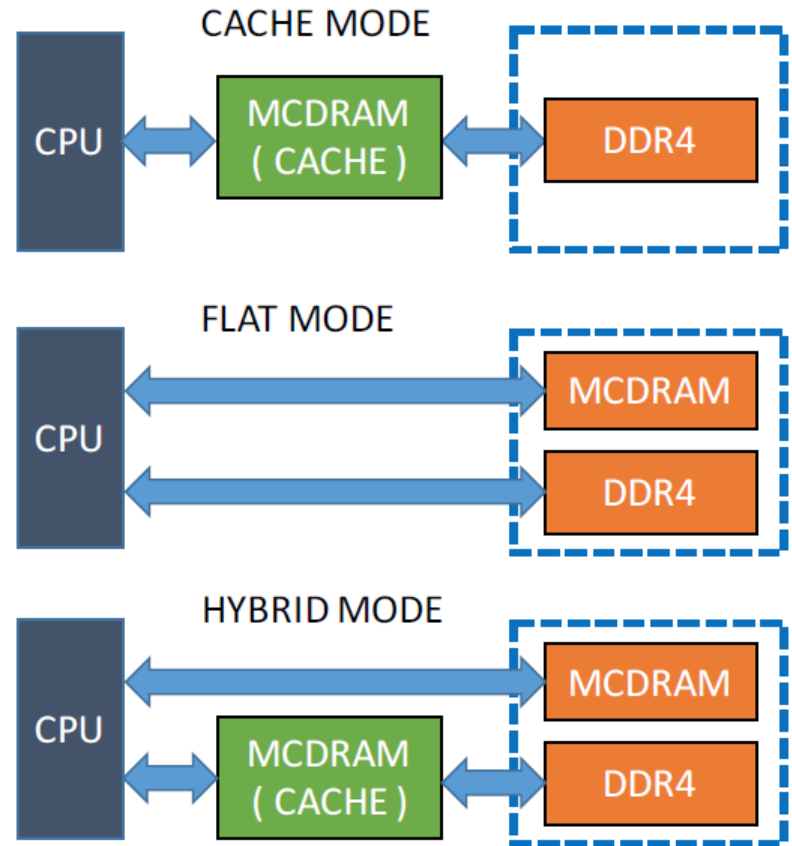 CACHE MODE
CPU
MCDRAM
( CACHE )
DDR4
FLAT MODE
CPU
MCDRAM
DDR4
HYBRID MODE
CPU
MCDRAM
MCDRAM
( CACHE )
DDR4